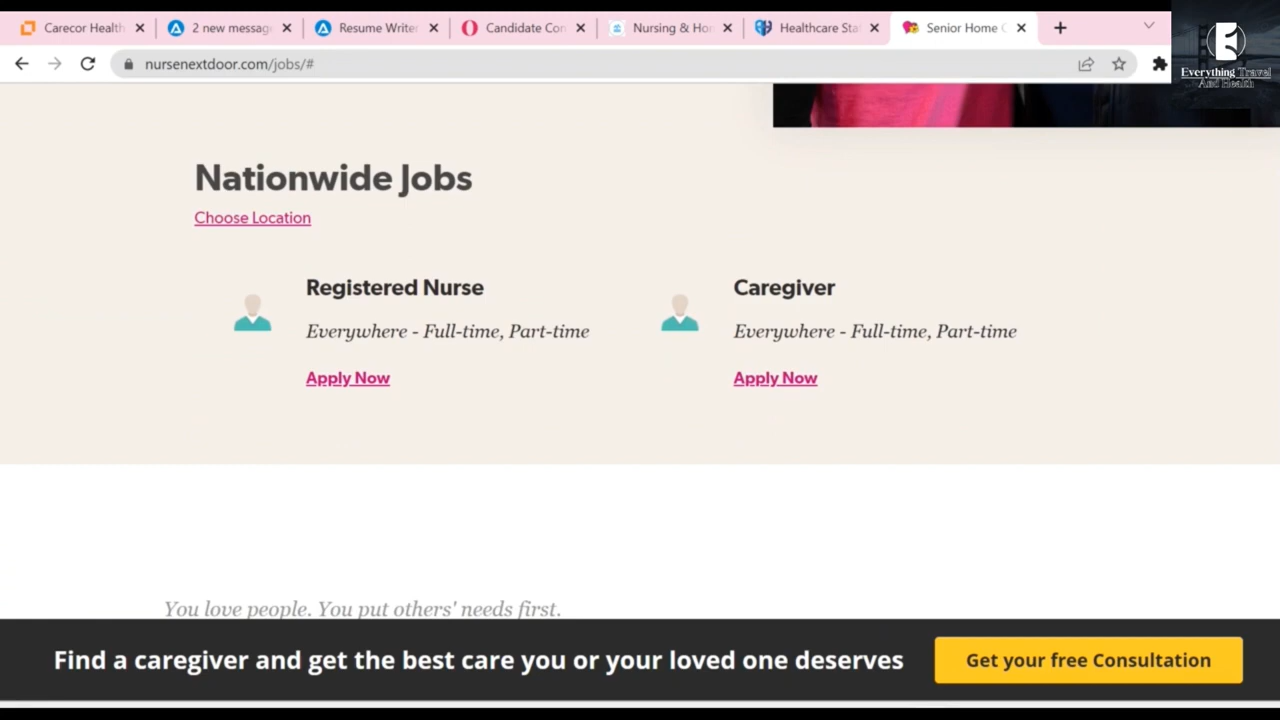 Carecor Health
2 new messag
Resume Writer
Candidate Con
Nursing & Hor
Healthcare Sta
Senior Home C
nursenextdoor.com/jobs/#
Everything Travel
And Health
Nationwide Jobs
Choose Location
Registered Nurse
Everywhere - Full-time, Part-time
Apply Now
Caregiver
Everywhere - Full-time, Part-time
Apply Now
You love people. You put others' needs first.
Find a caregiver and get the best care you or your loved one deserves
Get your free Consultation